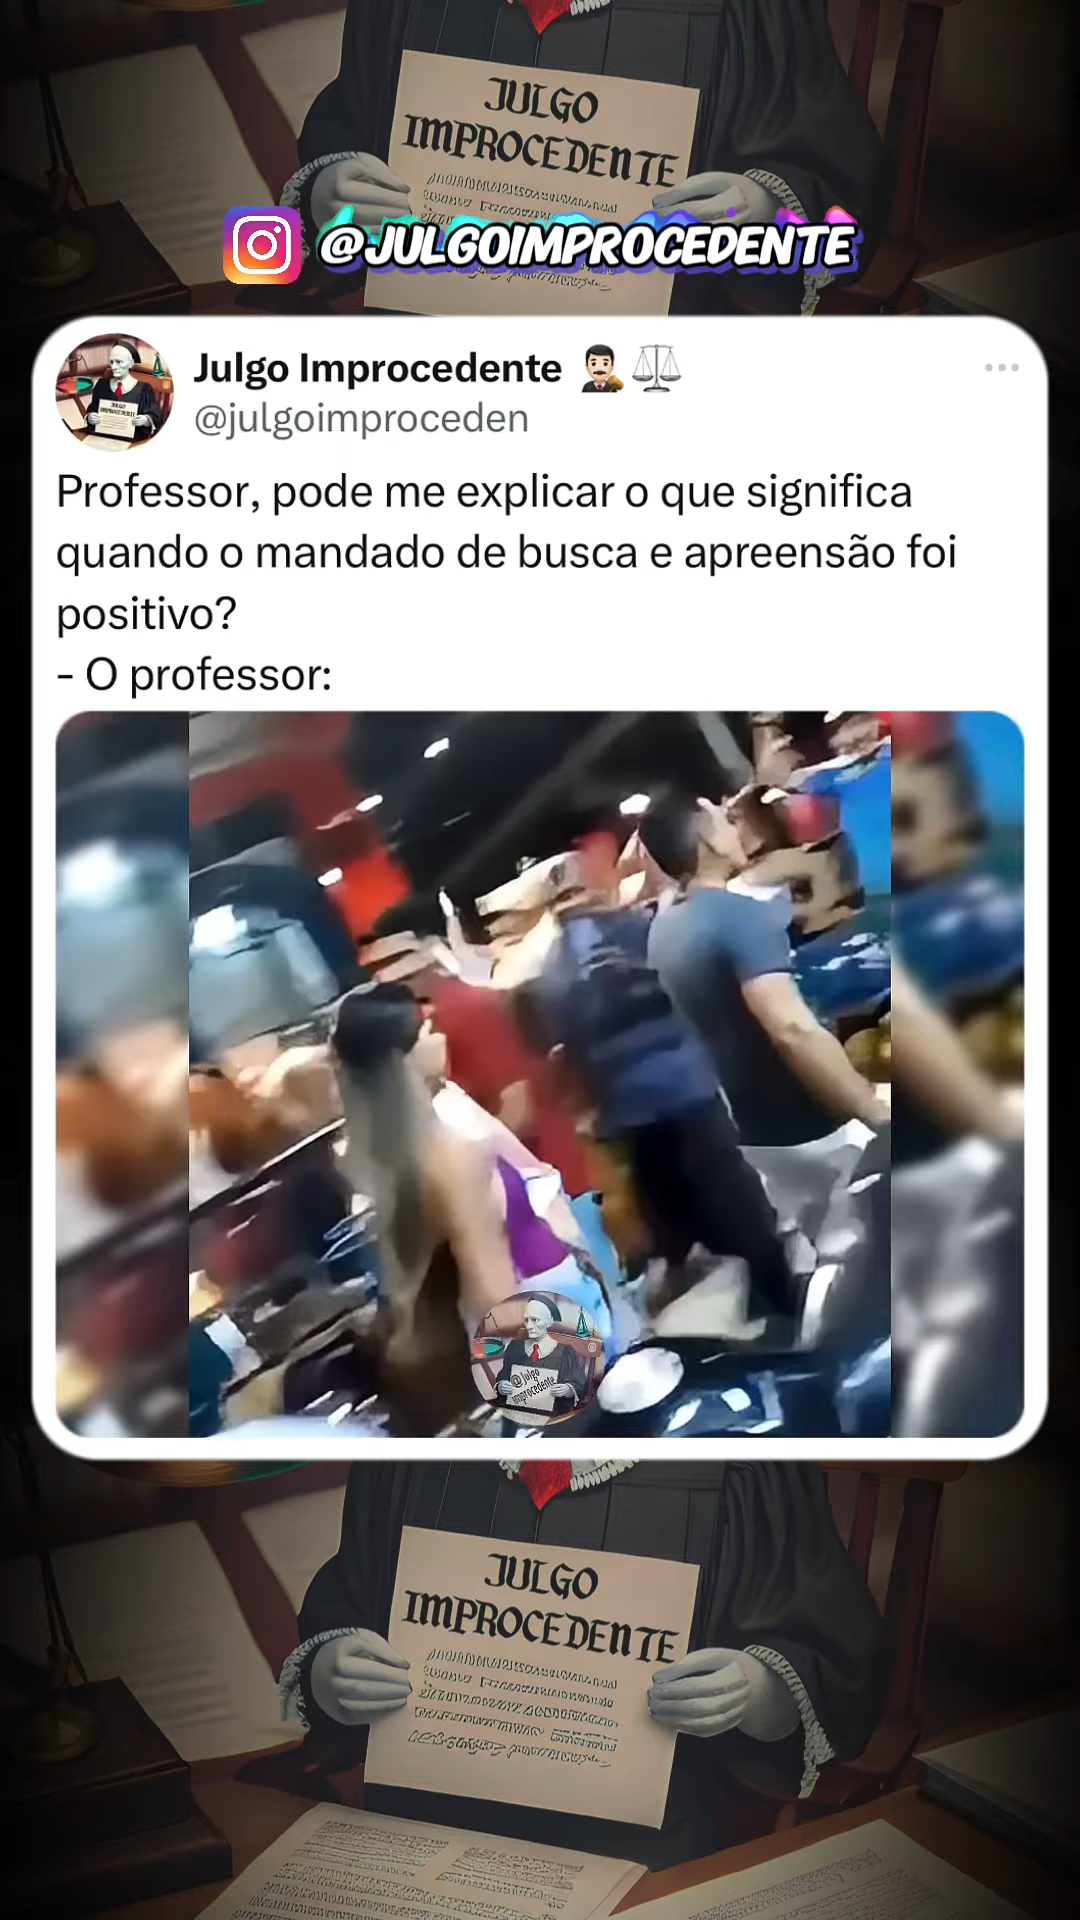 JULGO
IMPROCEDENTE
@JULGOIMPROCEDENTE
Julgo Improcedente
@julgoimproceden
Professor, pode me explicar o que significa
quando o mandado de busca e apreensão foi
positivo?
- O professor:
@julgo
improcedente
JULGO
IMPROCEDENTE